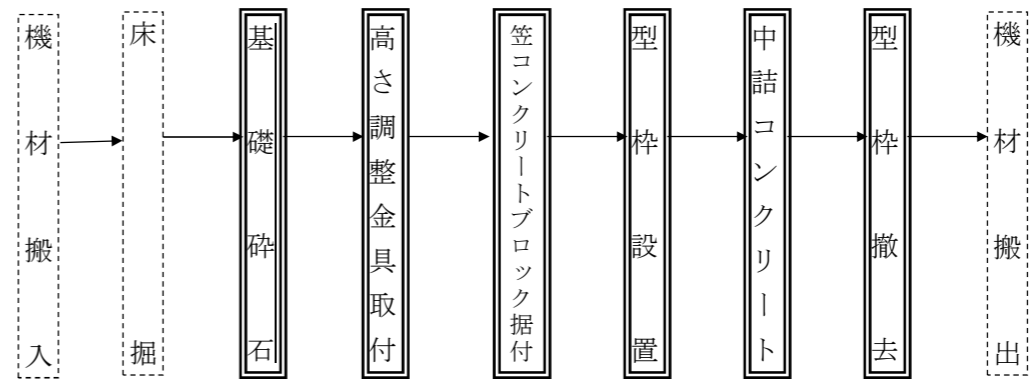 機材搬入
床掘
基礎砕石
高さ調整金具取付
笠コンクリートブロック据付
型枠設置
中詰コンクリート
型枠撤去
機材搬出